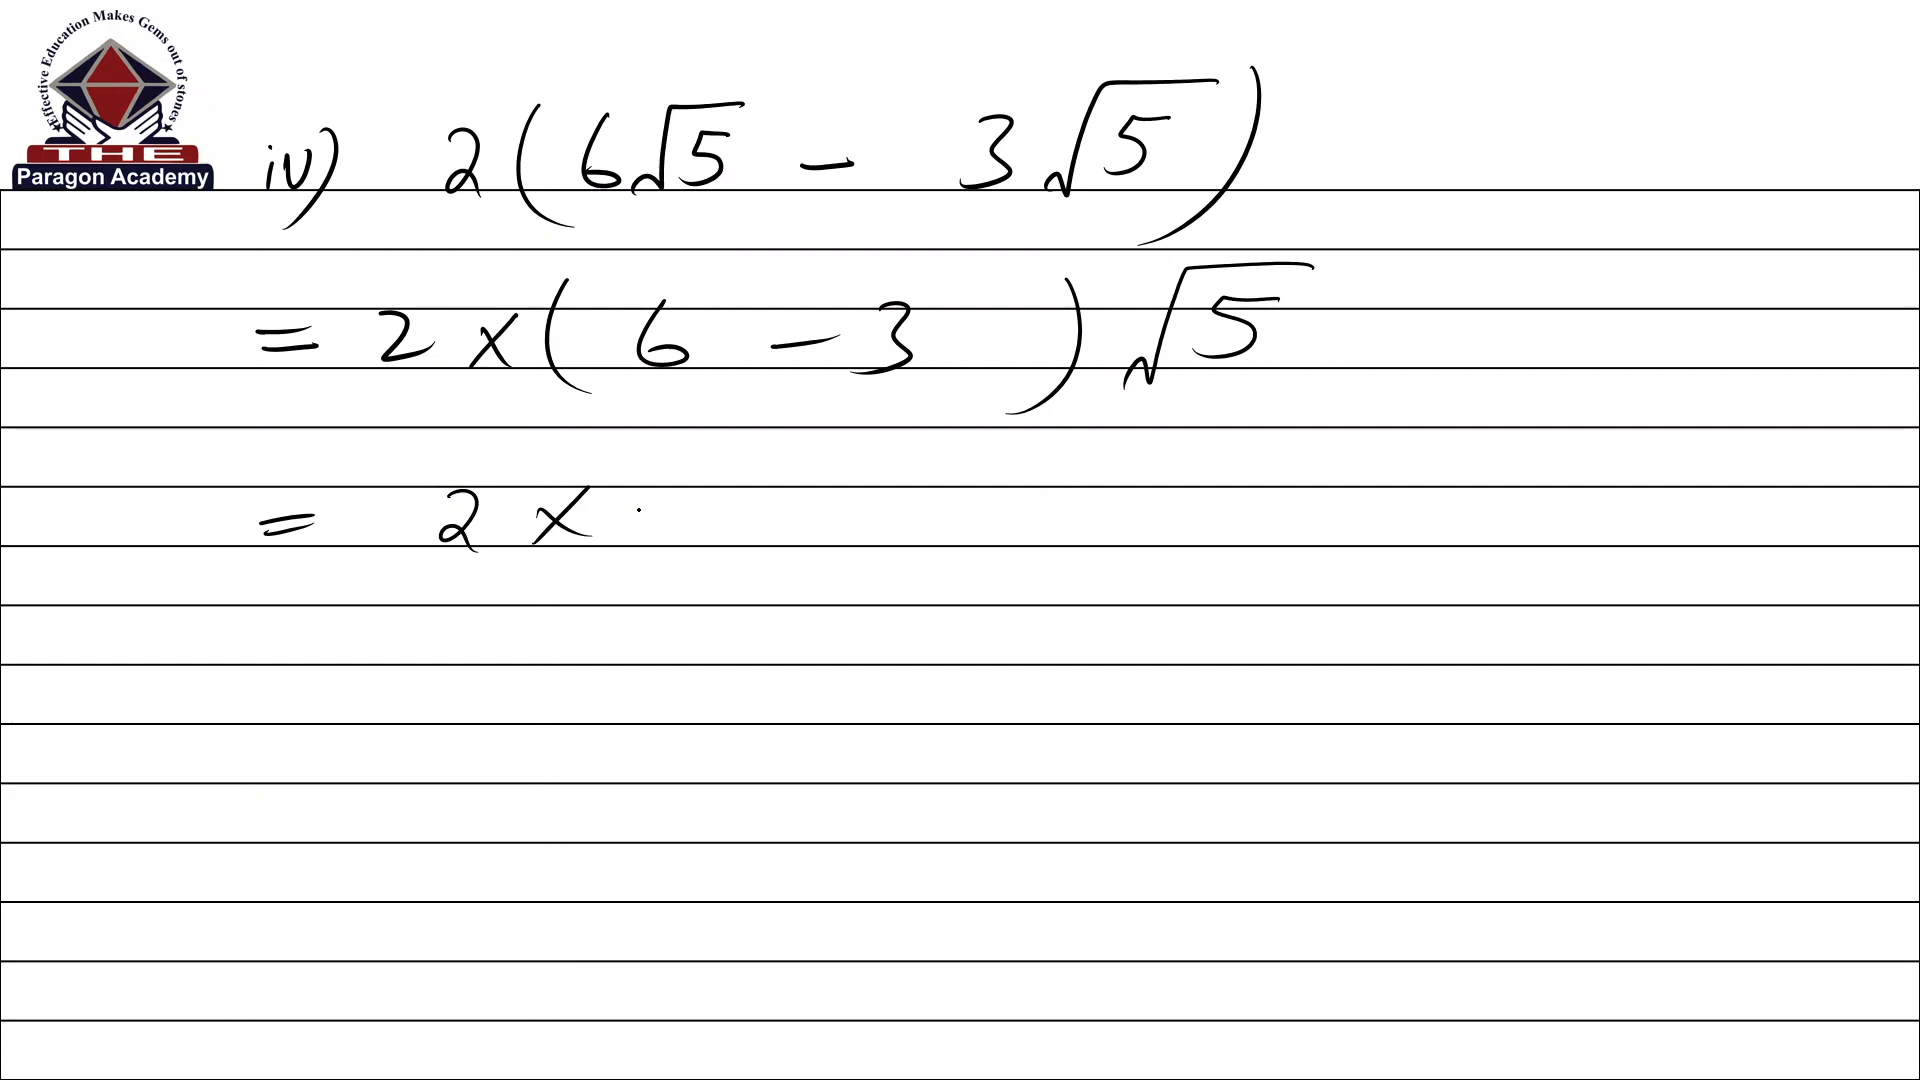 Effective Education Makes Gems out of stones
THE
Paragon Academy
iv) 2(6√5 - 3√5)
= 2 × (6 - 3)√5
= 2 ×